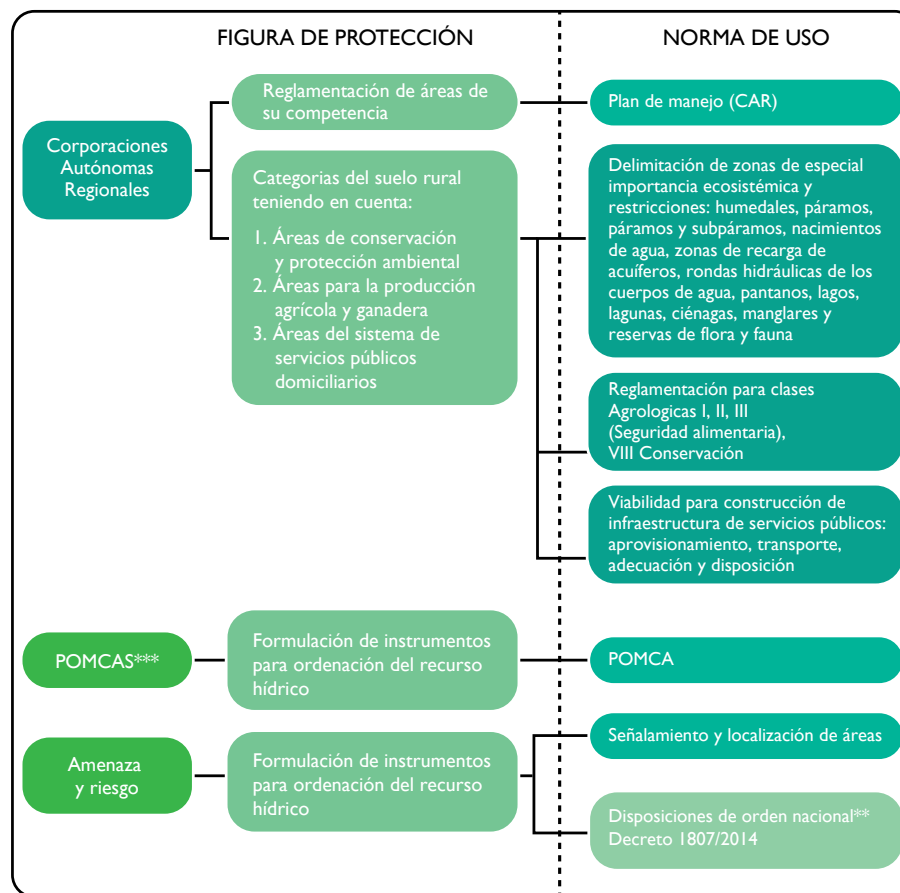 FIGURA DE PROTECCIÓN
NORMA DE USO
Corporaciones
Autónomas
Regionales
Reglamentación de áreas de
su competencia
Plan de manejo (CAR)
Categorias del suelo rural
teniendo en cuenta:
1. Áreas de conservación
y protección ambiental
2. Áreas para la producción
agrícola y ganadera
3. Áreas del sistema de
servicios públicos
domiciliarios
Delimitación de zonas de especial
importancia ecosistémica y
restricciones: humedales, páramos,
páramos y subpáramos, nacimientos
de agua, zonas de recarga de
acuíferos, rondas hidráulicas de los
cuerpos de agua, pantanos, lagos,
lagunas, ciénagas, manglares y
reservas de flora y fauna
Reglamentación para clases
Agrologicas I, II, III
(Seguridad alimentaria),
VIII Conservación
Viabilidad para construcción de
infraestructura de servicios públicos:
aprovisionamiento, transporte,
adecuación y disposición
POMCAS***
Formulación de instrumentos
para ordenación del recurso
hídrico
POMCA
Amenaza
y riesgo
Formulación de instrumentos
para ordenación del recurso
hídrico
Señalamiento y localización de áreas
Disposiciones de orden nacional**
Decreto 1807/2014